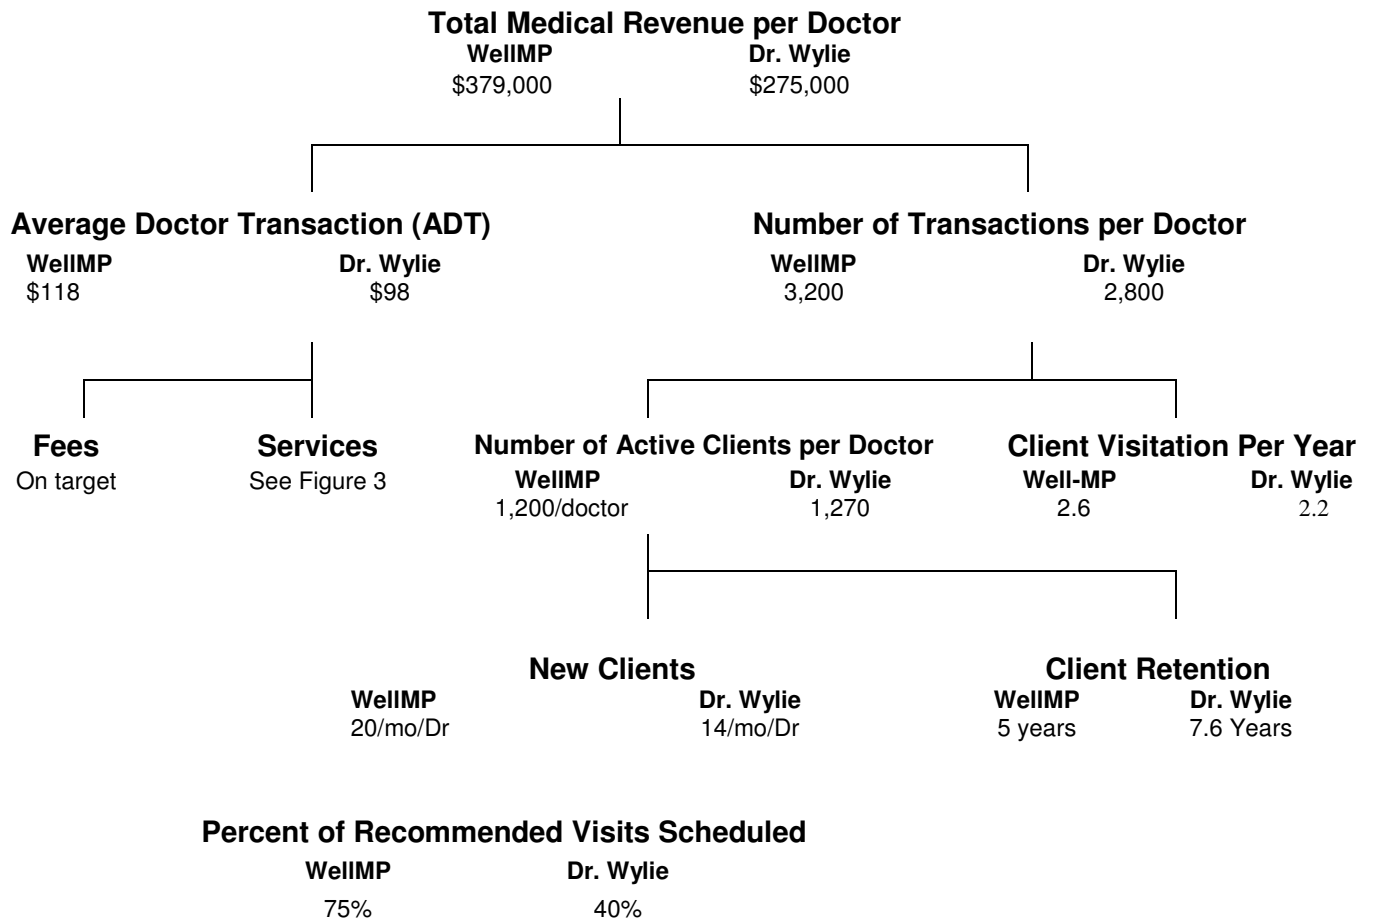 Total Medical Revenue per Doctor
WellMP Dr. Wylie
$379,000 $275,000
Average Doctor Transaction (ADT) Number of Transactions per Doctor
WellMP Dr. Wylie WellMP Dr. Wylie
$118 $98 3,200 2,800
Fees Services Number of Active Clients per Doctor Client Visitation Per Year
On target See Figure 3 WellMP Dr. Wylie Well-MP Dr. Wylie
1,200/doctor 1,270 2.6 2.2
New Clients Client Retention
WellMP Dr. Wylie WellMP Dr. Wylie
20/mo/Dr 14/mo/Dr 5 years 7.6 Years
Percent of Recommended Visits Scheduled
WellMP Dr. Wylie
75% 40%